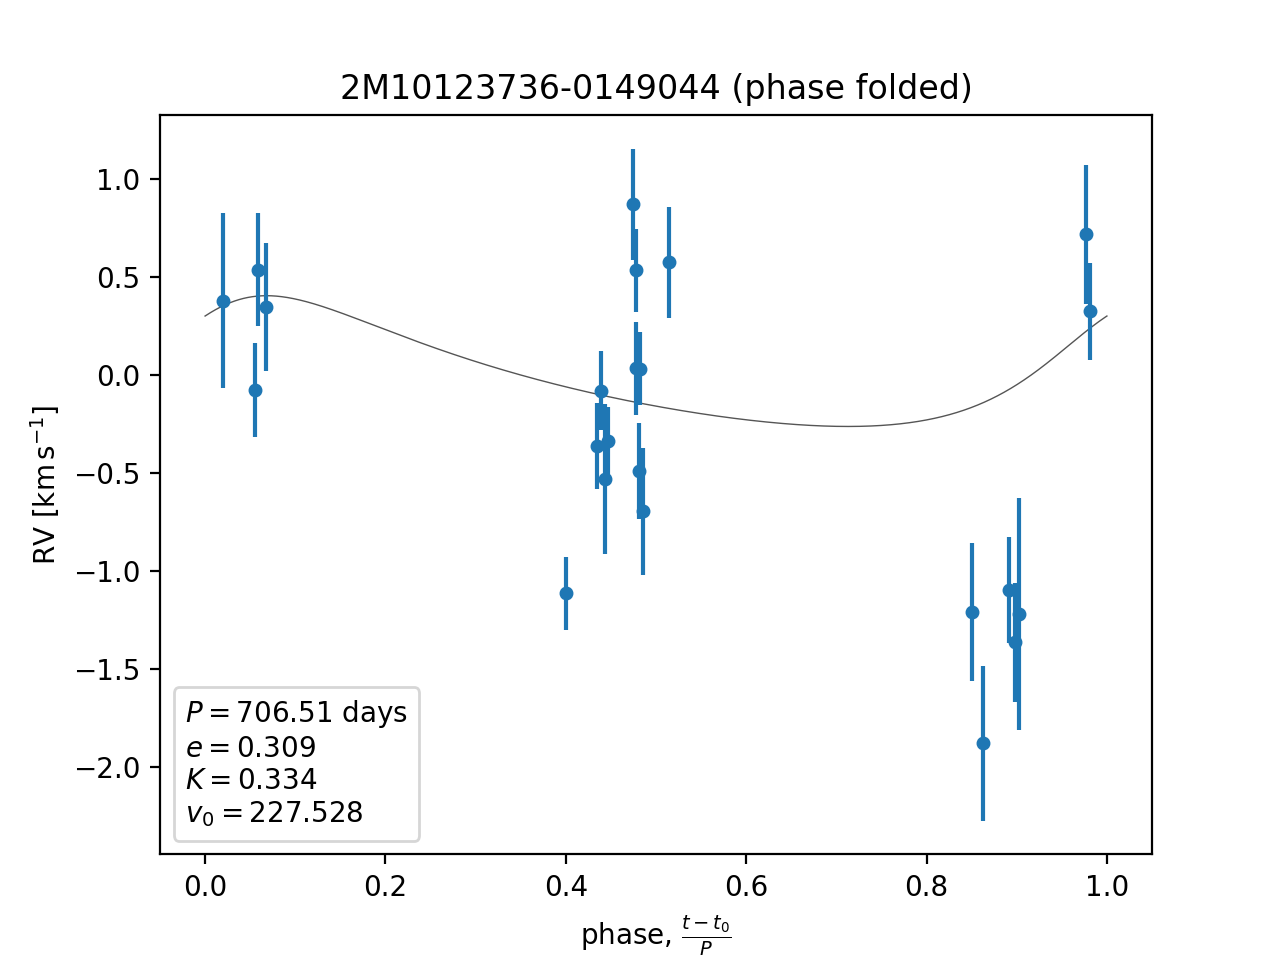 2M10123736-0149044 (phase folded)
RV [km s⁻¹]
1.0
0.5
0.0
−0.5
−1.0
−1.5
−2.0
P = 706.51 days
e = 0.309
K = 0.334
v₀ = 227.528
0.0 0.2 0.4 0.6 0.8 1.0
phase, (t − t₀)/P